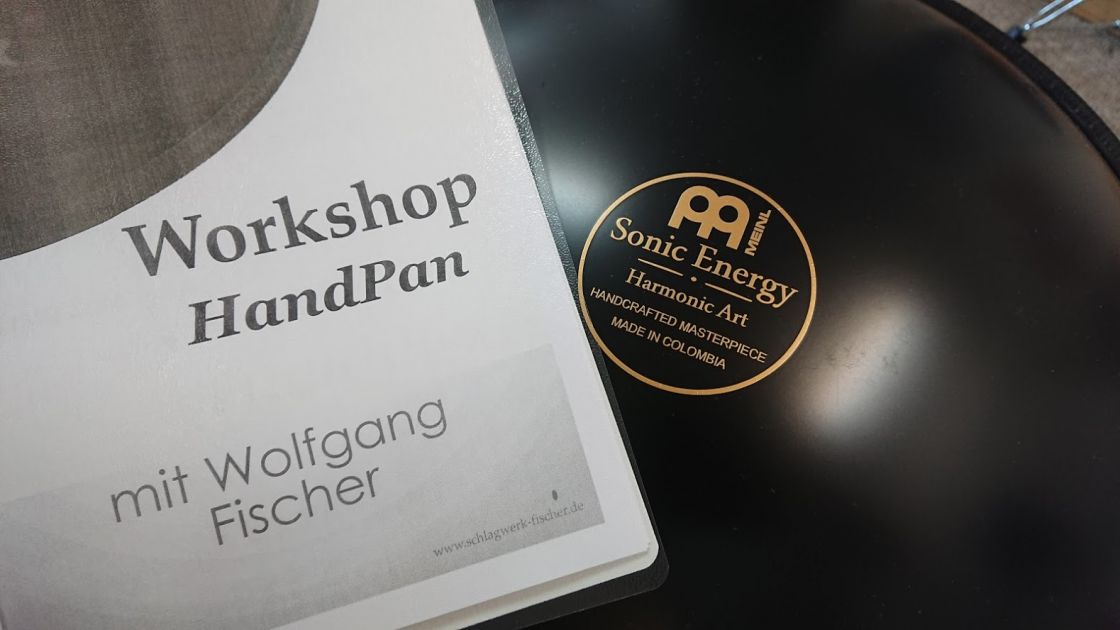 Workshop
HandPan
mit Wolfgang
Fischer
www.schlagwerk-fischer.de
MEINL
Sonic Energy
Harmonic Art
HANDCRAFTED MASTERPIECE
MADE IN COLOMBIA